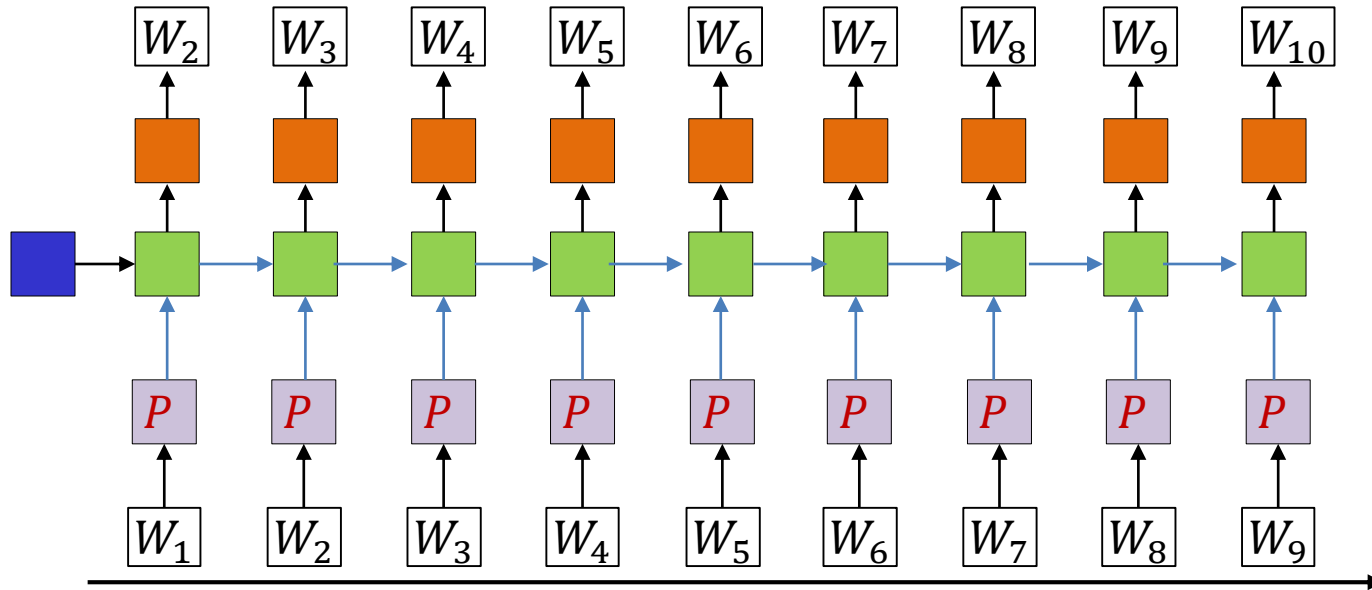 W₂ W₃ W₄ W₅ W₆ W₇ W₈ W₉ W₁₀
P P P P P P P P P
W₁ W₂ W₃ W₄ W₅ W₆ W₇ W₈ W₉